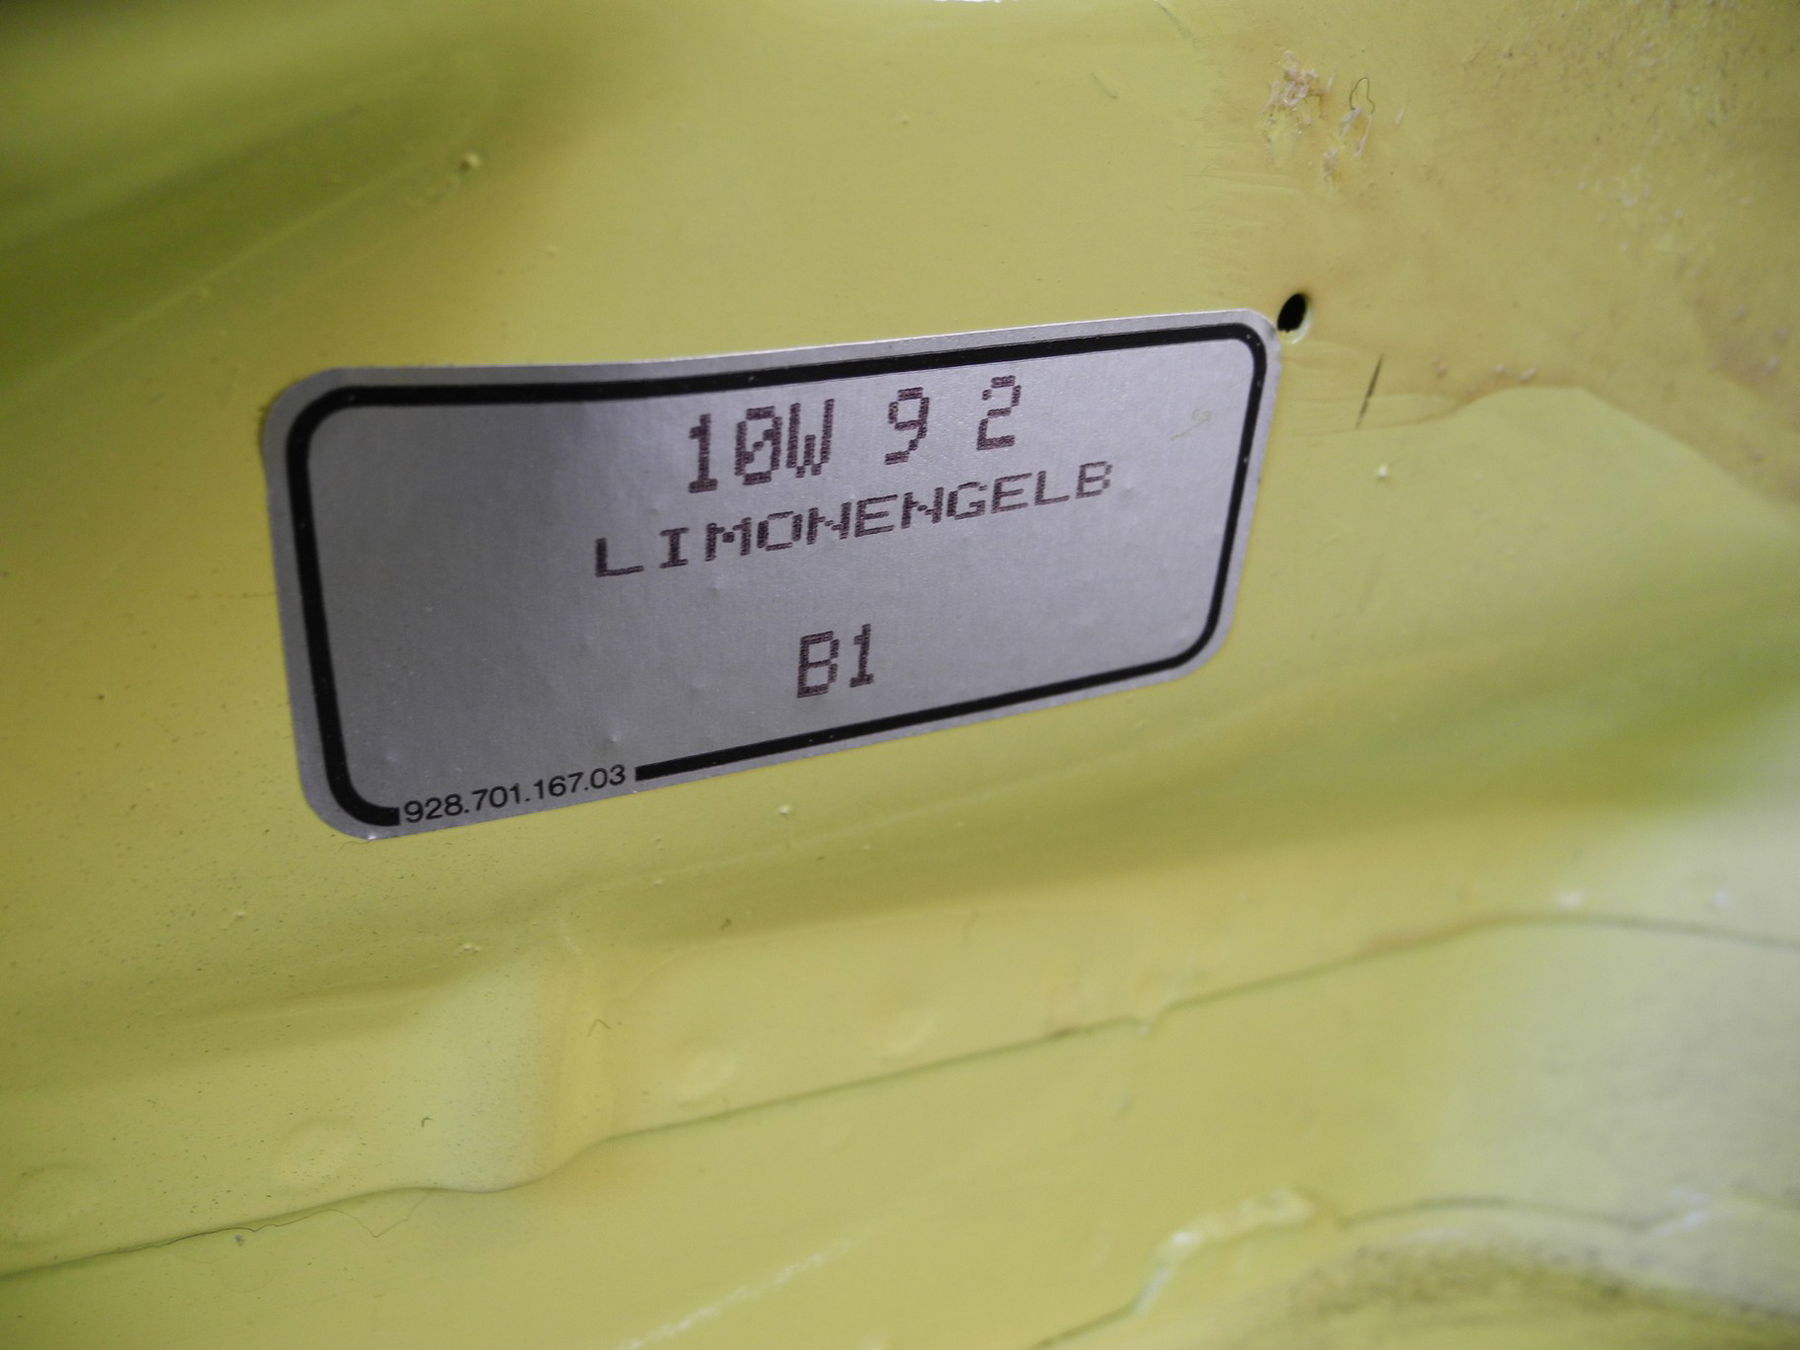 10W 9 2
LIMONENGELB
B1
928.701.167.03